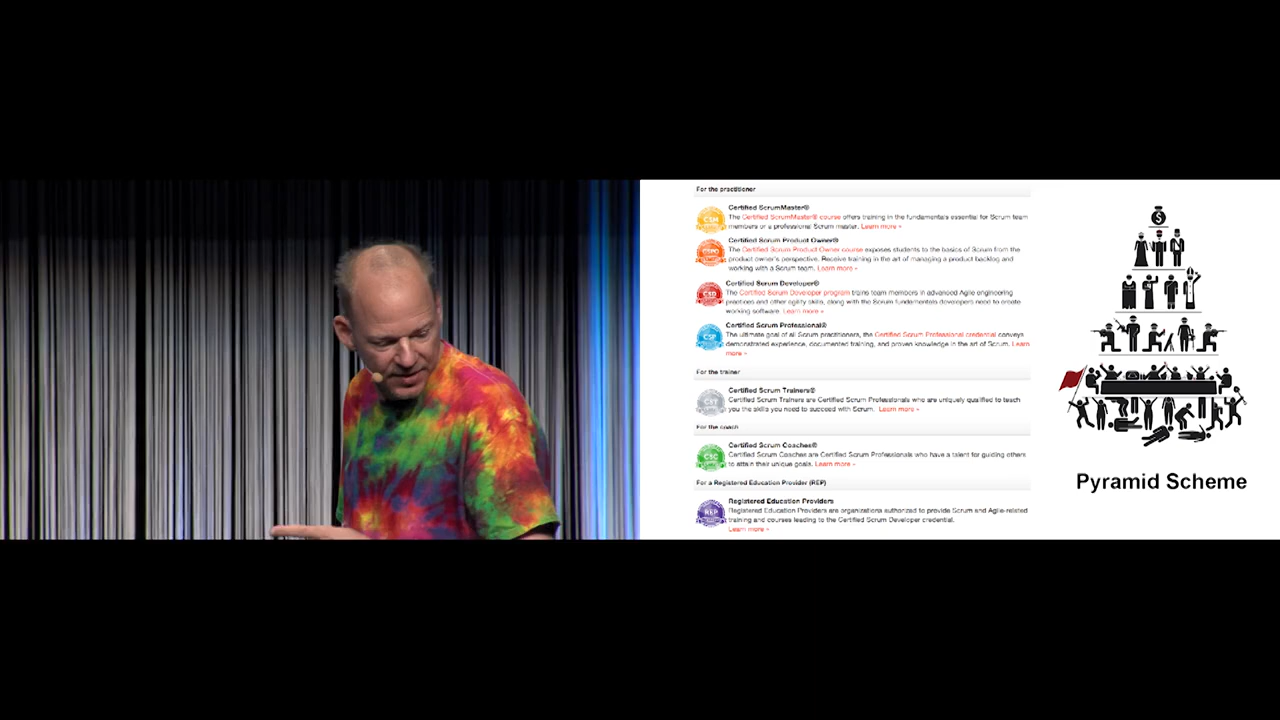 For the practitioner
Certified ScrumMaster®
The Certified ScrumMaster® course offers training in the fundamentals essential for Scrum team
members or a professional Scrum master. Learn more »
Certified Scrum Product Owner®
The Certified Scrum Product Owner course exposes students to the basics of Scrum from the
product owner's perspective. Receive training in the art of managing a product backlog and
working with a Scrum team. Learn more »
Certified Scrum Developer®
The Certified Scrum Developer program trains team members in advanced Agile engineering
practices and other agility skills, along with the Scrum fundamentals developers need to create
working software. Learn more »
Certified Scrum Professional®
The ultimate goal of all Scrum practitioners, the Certified Scrum Professional credential conveys
demonstrated experience, documented training, and proven knowledge in the art of Scrum. Learn
more »
For the trainer
Certified Scrum Trainers®
Certified Scrum Trainers are Certified Scrum Professionals who are uniquely qualified to teach
you the skills you need to succeed with Scrum. Learn more »
For the coach
Certified Scrum Coaches®
Certified Scrum Coaches are Certified Scrum Professionals who have a talent for guiding others
to attain their unique goals. Learn more »
For a Registered Education Provider (REP)
Registered Education Providers
Registered Education Providers are organizations authorized to provide Scrum and Agile-related
training and courses leading to the Certified Scrum Developer credential.
Learn more »
CSM
CSPO
CSD
CSP
CST
CSC
REP
$
Pyramid Scheme